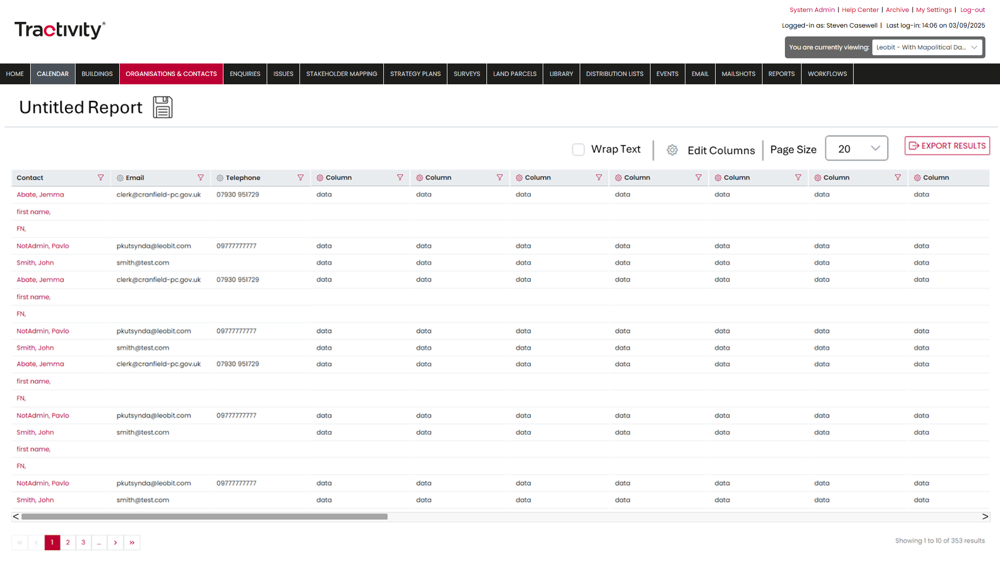 System Admin | Help Center | Archive | My Settings | Log-out
Tractivity®
Logged-in as: Steven Casewell | Last log-in: 14:06 on 03/09/2025
You are currently viewing: Leobit - With Mapolitical Da...
HOME CALENDAR BUILDINGS ORGANISATIONS & CONTACTS ENQUIRIES ISSUES STAKEHOLDER MAPPING STRATEGY PLANS SURVEYS LAND PARCELS LIBRARY DISTRIBUTION LISTS EVENTS EMAIL MAILSHOTS REPORTS WORKFLOWS
Untitled Report
Wrap Text | Edit Columns | Page Size 20 EXPORT RESULTS
Contact Email Telephone Column Column Column Column Column Column Column
Abate, Jemma clerk@cranfield-pc.gov.uk 07930 951729 data data data data data data data
first name,
FN,
NotAdmin, Pavlo pkutsynda@leobit.com 09777777777 data data data data data data data
Smith, John smith@test.com data data data data data data data
Abate, Jemma clerk@cranfield-pc.gov.uk 07930 951729 data data data data data data data
first name,
FN,
NotAdmin, Pavlo pkutsynda@leobit.com 09777777777 data data data data data data data
Smith, John smith@test.com data data data data data data data
Abate, Jemma clerk@cranfield-pc.gov.uk 07930 951729 data data data data data data data
first name,
FN,
NotAdmin, Pavlo pkutsynda@leobit.com 09777777777 data data data data data data data
Smith, John smith@test.com data data data data data data data
first name,
FN,
NotAdmin, Pavlo pkutsynda@leobit.com 09777777777 data data data data data data data
Smith, John smith@test.com data data data data data data data
< >
« ‹ 1 2 3 ... › »
Showing 1 to 10 of 353 results